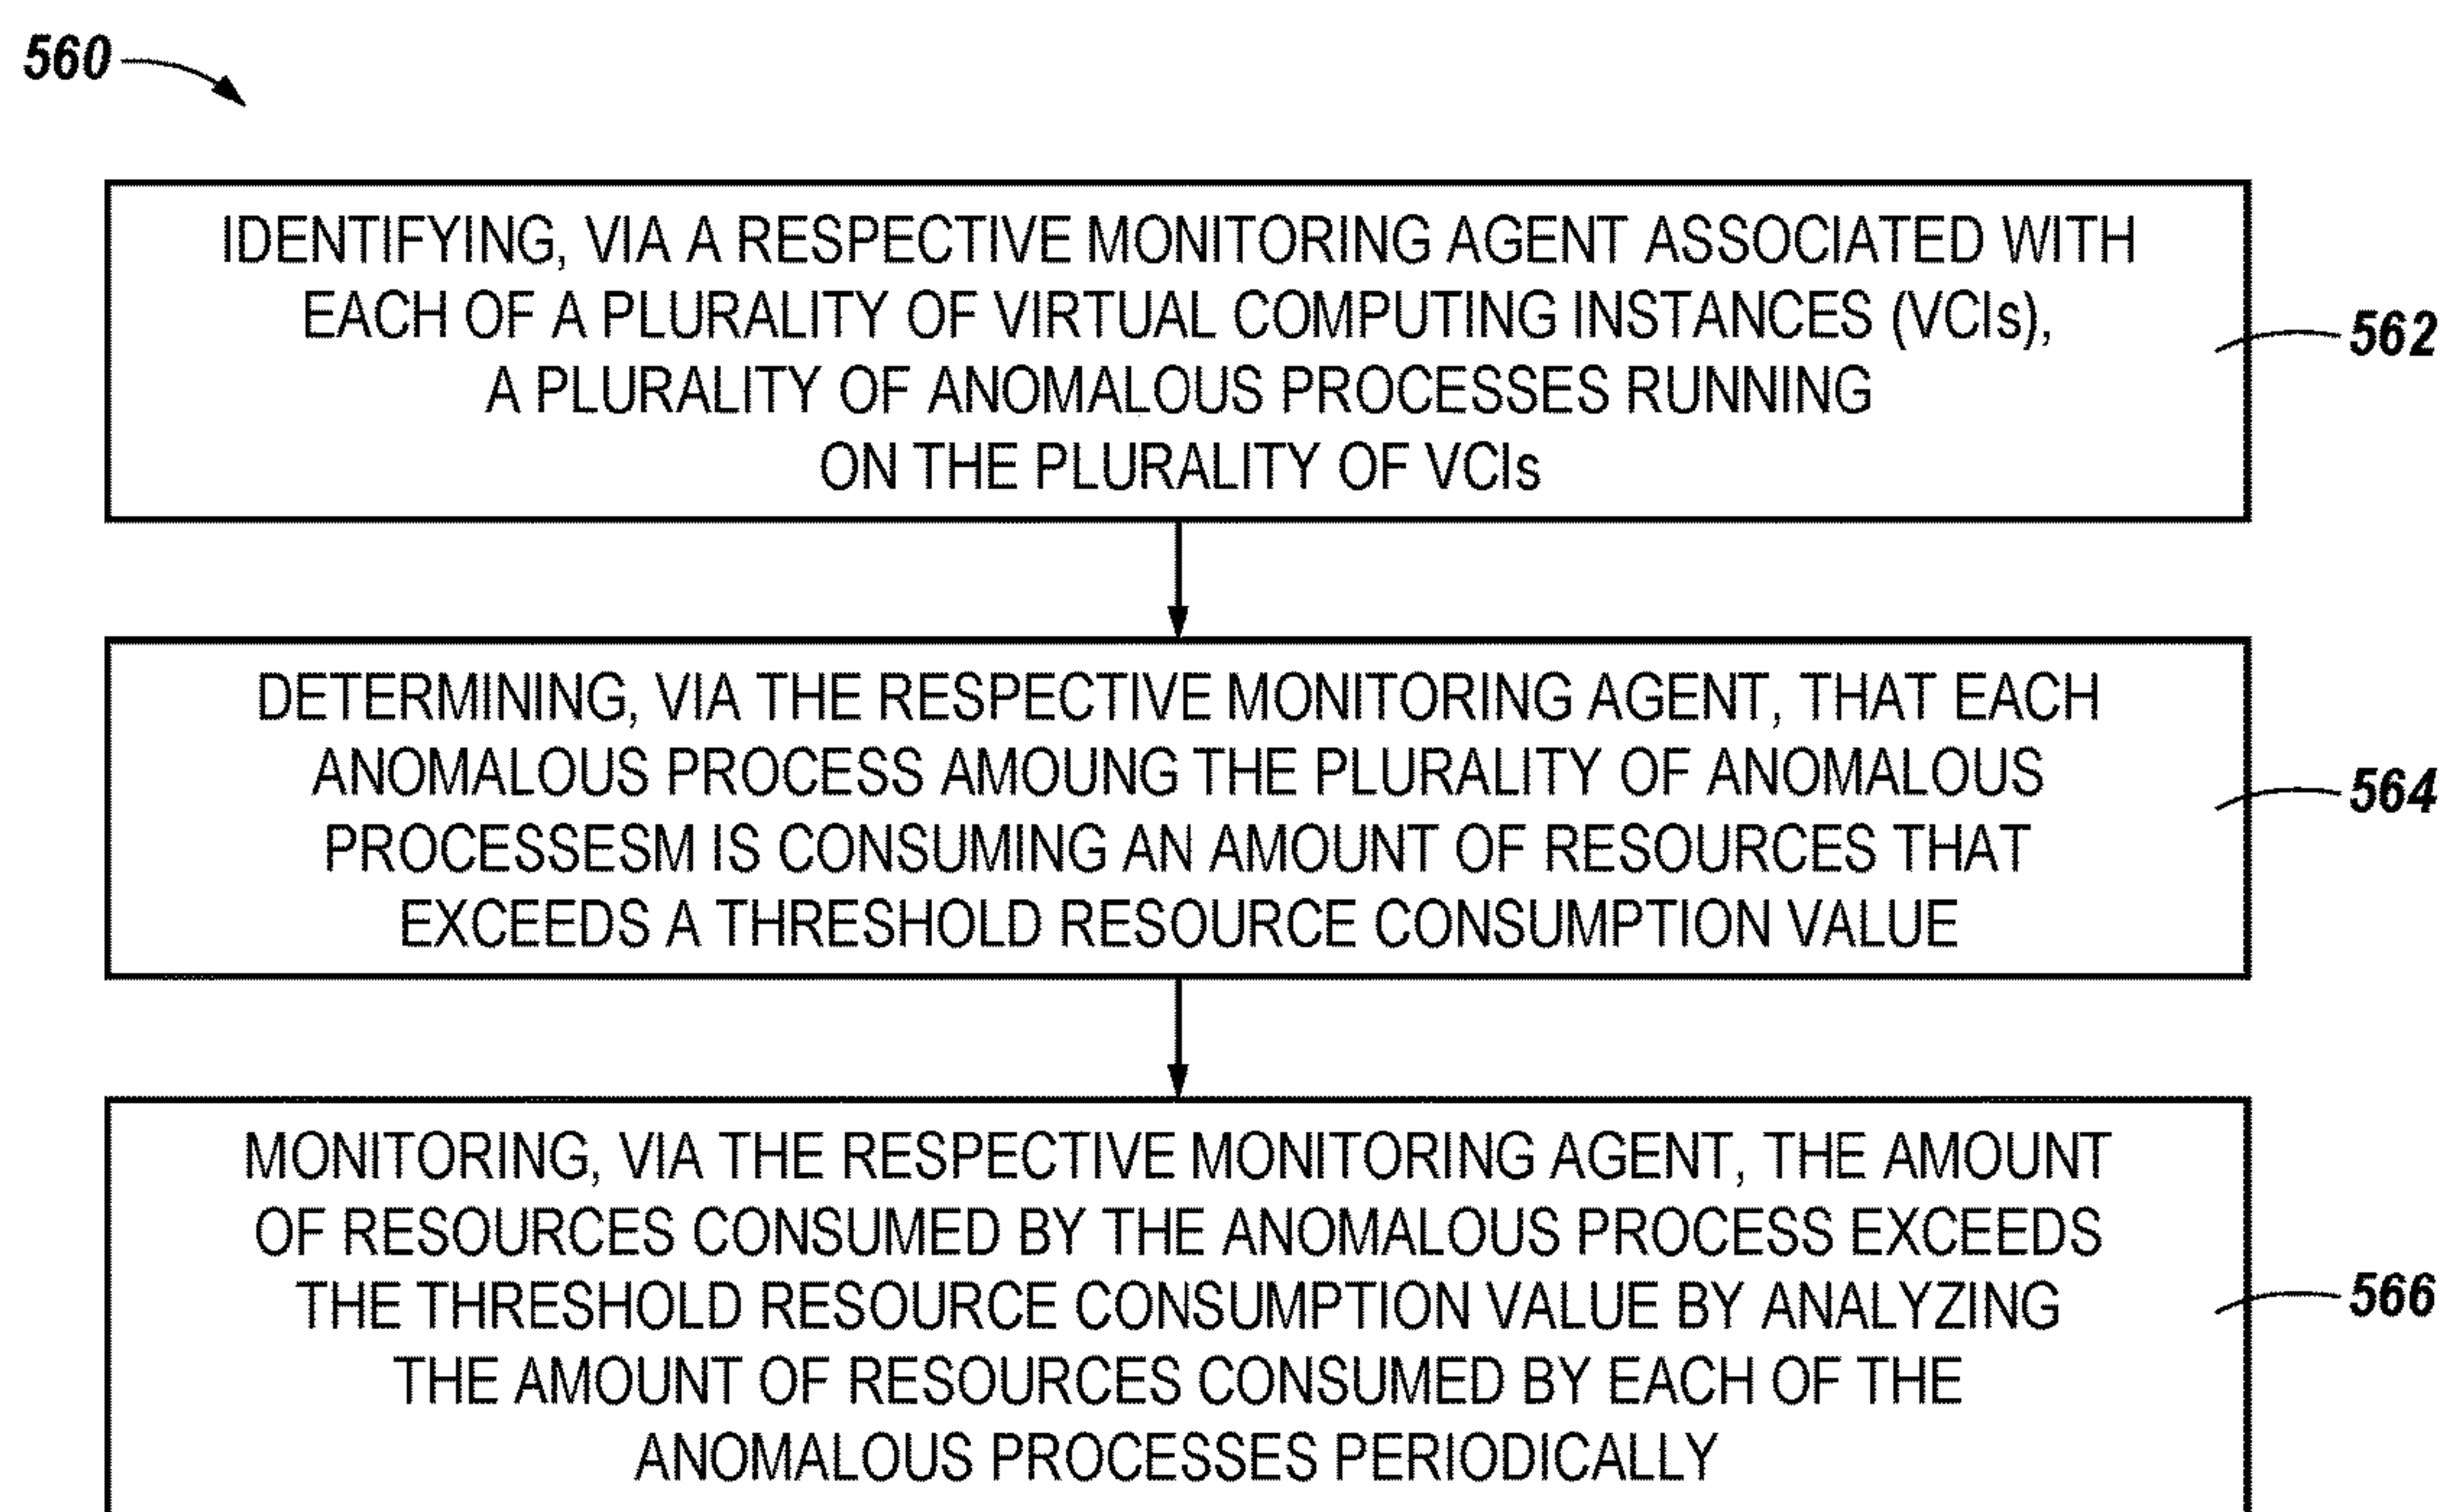 560
IDENTIFYING, VIA A RESPECTIVE MONITORING AGENT ASSOCIATED WITH
EACH OF A PLURALITY OF VIRTUAL COMPUTING INSTANCES (VCIs),
A PLURALITY OF ANOMALOUS PROCESSES RUNNING
ON THE PLURALITY OF VCIs
562
DETERMINING, VIA THE RESPECTIVE MONITORING AGENT, THAT EACH
ANOMALOUS PROCESS AMOUNG THE PLURALITY OF ANOMALOUS
PROCESSESM IS CONSUMING AN AMOUNT OF RESOURCES THAT
EXCEEDS A THRESHOLD RESOURCE CONSUMPTION VALUE
564
MONITORING, VIA THE RESPECTIVE MONITORING AGENT, THE AMOUNT
OF RESOURCES CONSUMED BY THE ANOMALOUS PROCESS EXCEEDS
THE THRESHOLD RESOURCE CONSUMPTION VALUE BY ANALYZING
THE AMOUNT OF RESOURCES CONSUMED BY EACH OF THE
ANOMALOUS PROCESSES PERIODICALLY
566